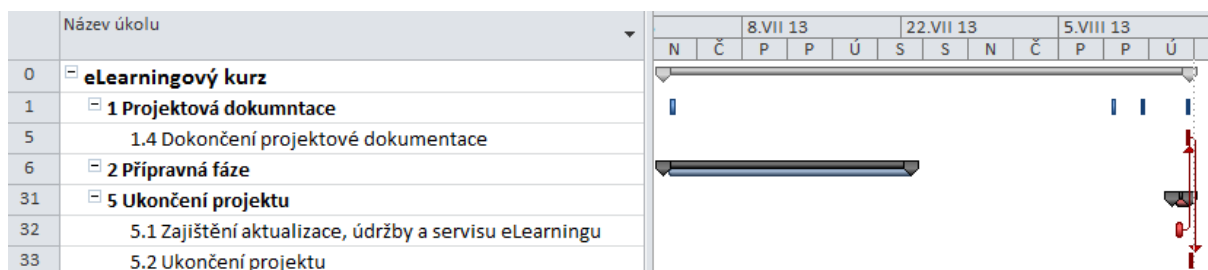 Název úkolu
8.VII 13 22.VII 13 5.VIII 13
N Č P P Ú S S N Č P P Ú
0 eLearningový kurz
1 1 Projektová dokumntace
5 1.4 Dokončení projektové dokumentace
6 2 Přípravná fáze
31 5 Ukončení projektu
32 5.1 Zajištění aktualizace, údržby a servisu eLearningu
33 5.2 Ukončení projektu